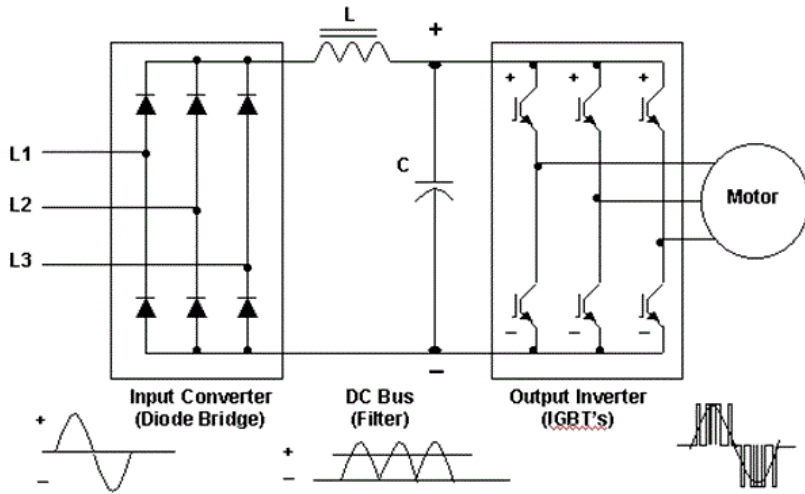 L
+
+ + +
L1
L2
L3
C
Motor
– – –
–
Input Converter
(Diode Bridge)
DC Bus
(Filter)
Output Inverter
(IGBT's)
+
–
+
–
+
–